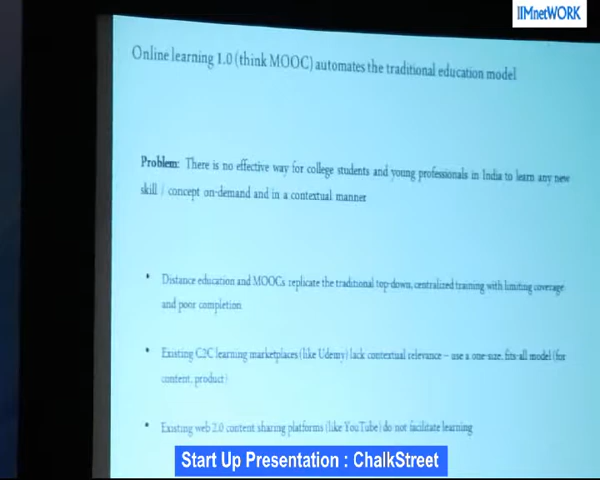 IIMnetWORK
Online learning 1.0 (think MOOC) automates the traditional education model
Problem: There is no effective way for college students and young professionals in India to learn any new
skill / concept on-demand and in a contextual manner
• Distance education and MOOCs replicate the traditional top-down, centralized training with limiting coverage
and poor completion
• Existing C2C learning marketplaces (like Udemy) lack contextual relevance – use a one-size, fits-all model (for
content, product)
• Existing web 2.0 content sharing platforms (like YouTube) do not facilitate learning
Start Up Presentation : ChalkStreet